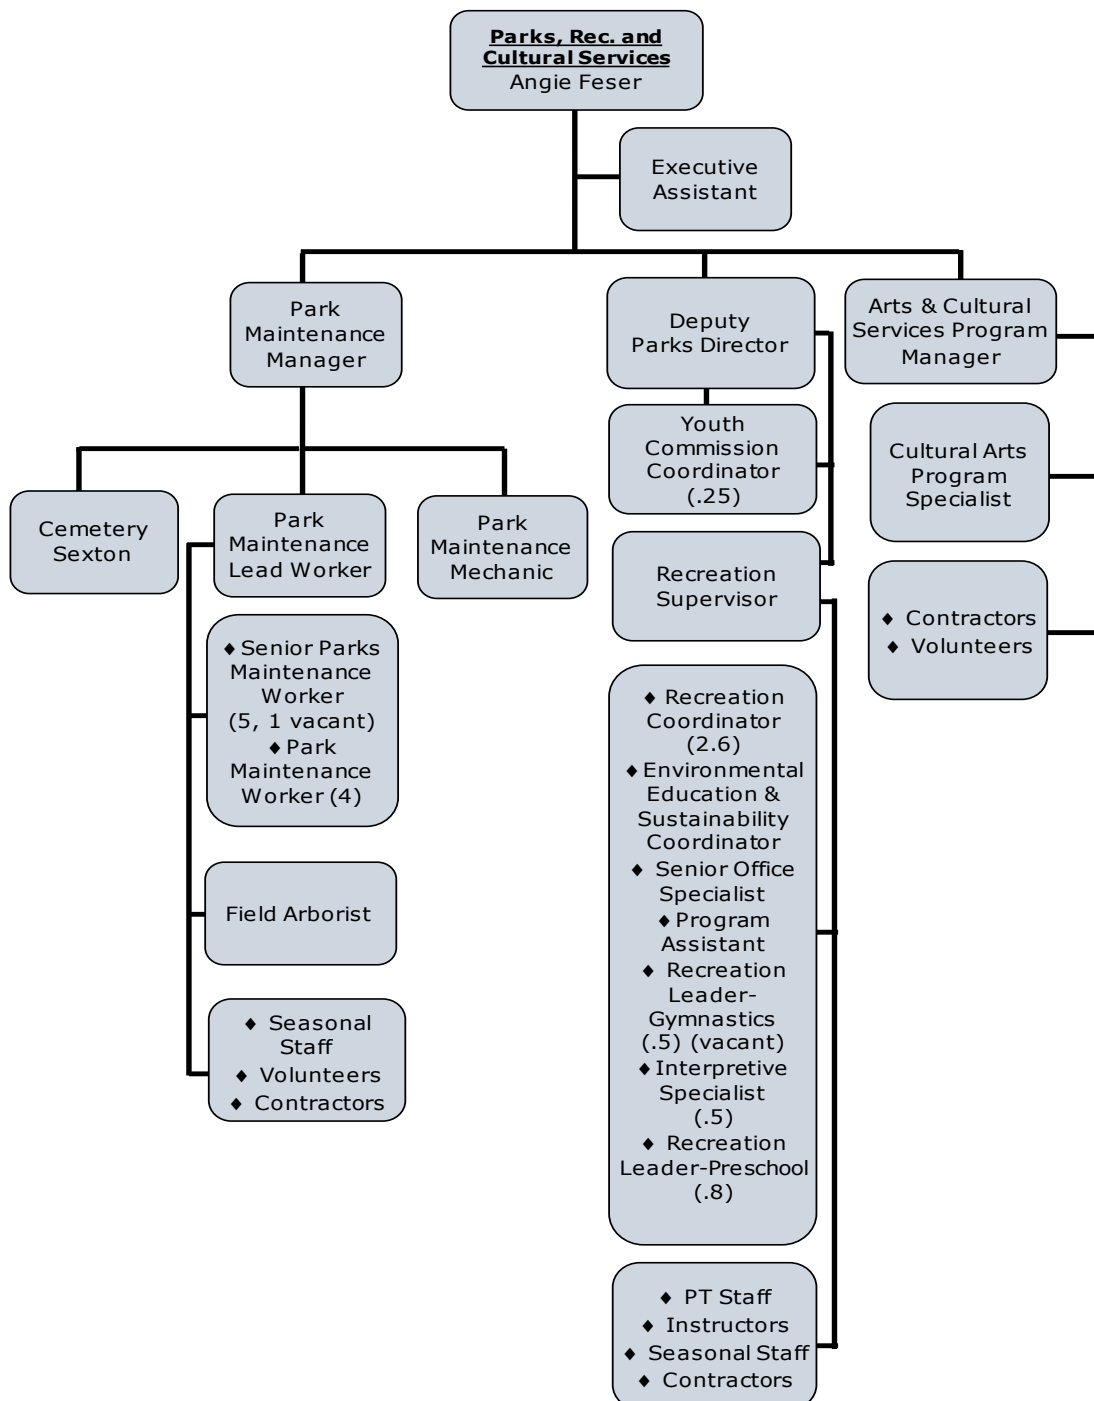 Parks, Rec. and
Cultural Services
Angie Feser
Executive
Assistant
Park
Maintenance
Manager
Cemetery
Sexton
Park
Maintenance
Lead Worker
Park
Maintenance
Mechanic
♦ Senior Parks
Maintenance
Worker
(5, 1 vacant)
♦ Park
Maintenance
Worker (4)
Field Arborist
♦ Seasonal
Staff
♦ Volunteers
♦ Contractors
Deputy
Parks Director
Youth
Commission
Coordinator
(.25)
Recreation
Supervisor
♦ Recreation
Coordinator
(2.6)
♦ Environmental
Education &
Sustainability
Coordinator
♦ Senior Office
Specialist
♦ Program
Assistant
♦ Recreation
Leader-
Gymnastics
(.5) (vacant)
♦ Interpretive
Specialist
(.5)
♦ Recreation
Leader-Preschool
(.8)
♦ PT Staff
♦ Instructors
♦ Seasonal Staff
♦ Contractors
Arts & Cultural
Services Program
Manager
Cultural Arts
Program
Specialist
♦ Contractors
♦ Volunteers